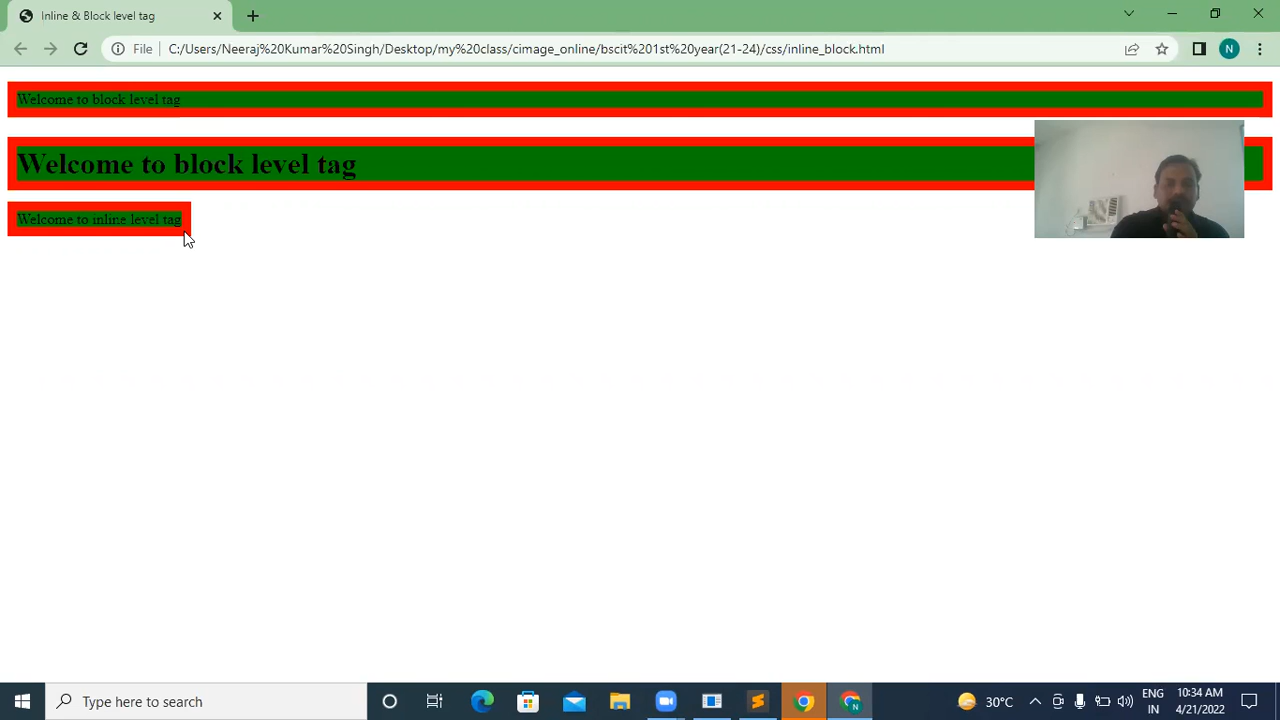 Inline & Block level tag
N
File
C:/Users/Neeraj%20Kumar%20Singh/Desktop/my%20class/cimage_online/bscit%201st%20year(21-24)/css/inline_block.html
Welcome to block level tag
Welcome to block level tag
Welcome to inline level tag
Type here to search
N
30°C
ENG
IN
10:34 AM
4/21/2022